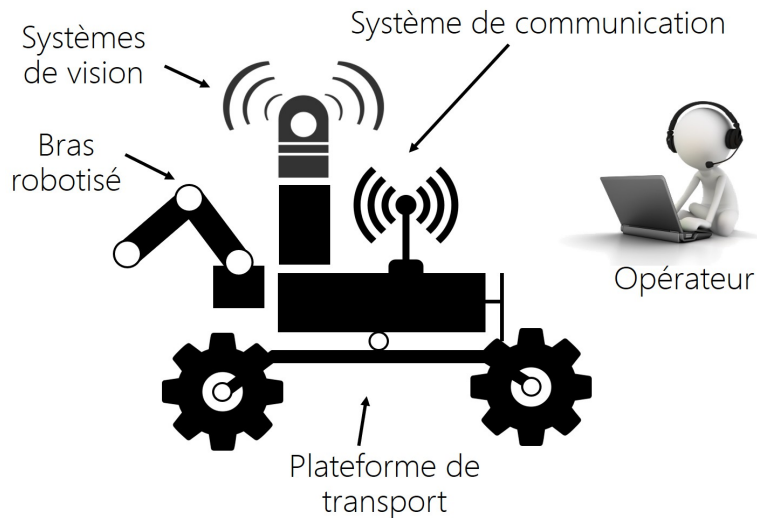 Système de communication
Systèmes
de vision
Bras
robotisé
Opérateur
Plateforme de
transport